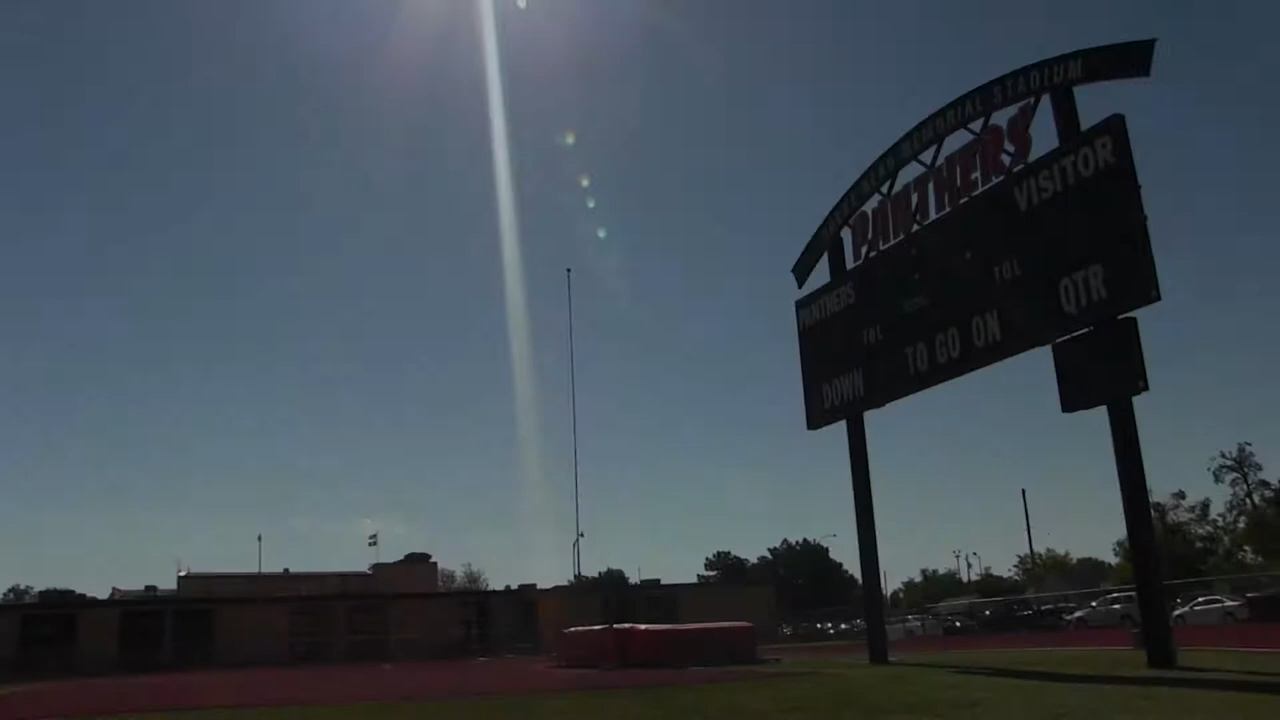 MEMORIAL STADIUM
PANTHERS
VISITOR
PANTHERS
TOL
TOL
QTR
DOWN
TO GO ON